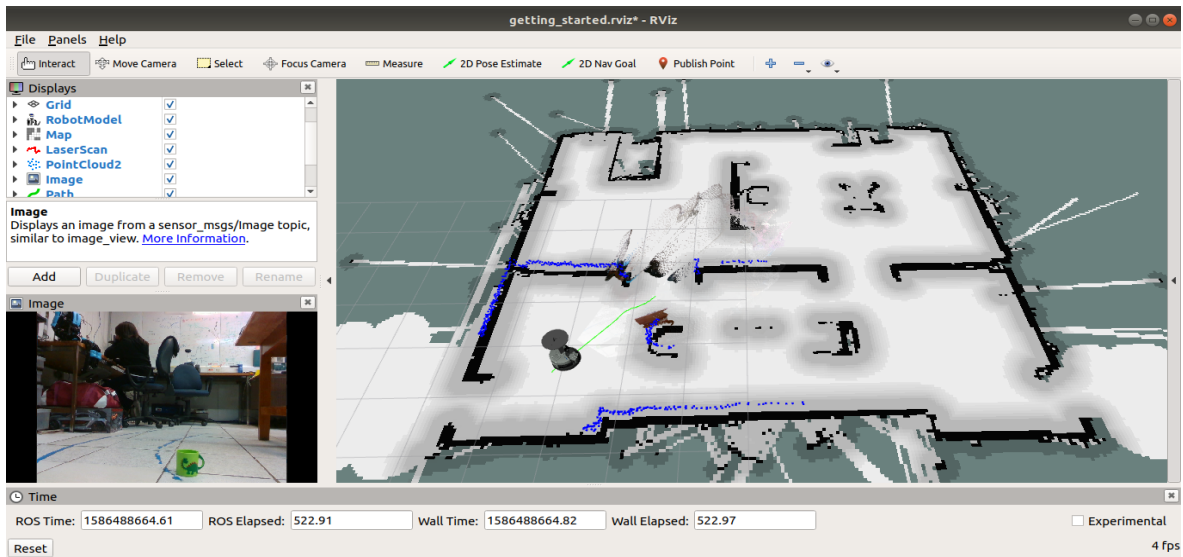 getting_started.rviz* - RViz
File Panels Help
Interact Move Camera Select Focus Camera Measure 2D Pose Estimate 2D Nav Goal Publish Point
Displays
Grid
RobotModel
Map
LaserScan
PointCloud2
Image
Path
Image
Displays an image from a sensor_msgs/Image topic,
similar to image_view. More Information.
Add Duplicate Remove Rename
Image
Time
ROS Time: 1586488664.61 ROS Elapsed: 522.91 Wall Time: 1586488664.82 Wall Elapsed: 522.97 Experimental
Reset 4 fps